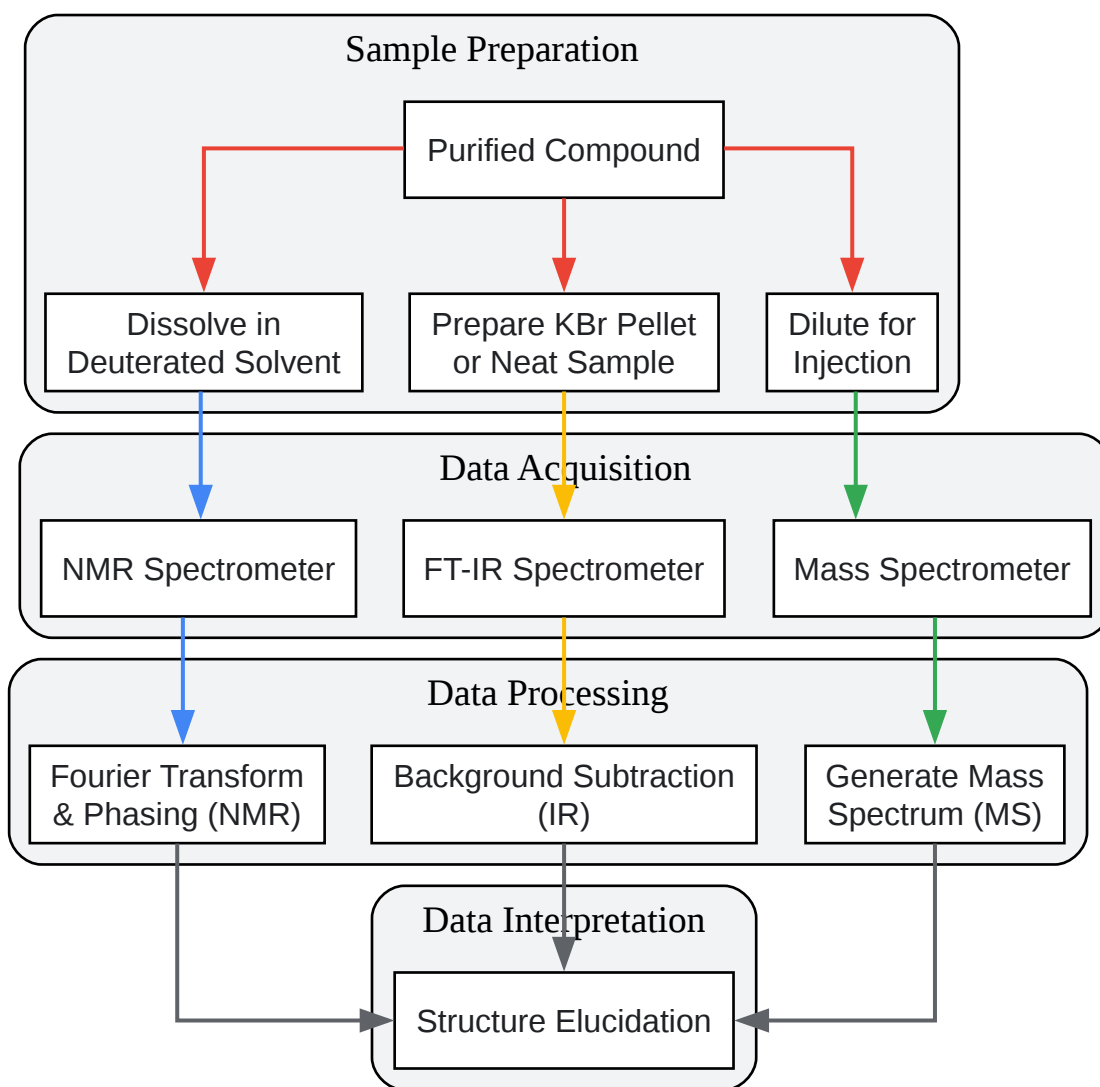 Sample Preparation
Purified Compound
Dissolve in
Deuterated Solvent
Prepare KBr Pellet
or Neat Sample
Dilute for
Injection
Data Acquisition
NMR Spectrometer
FT-IR Spectrometer
Mass Spectrometer
Data Processing
Fourier Transform
& Phasing (NMR)
Background Subtraction
(IR)
Generate Mass
Spectrum (MS)
Data Interpretation
Structure Elucidation